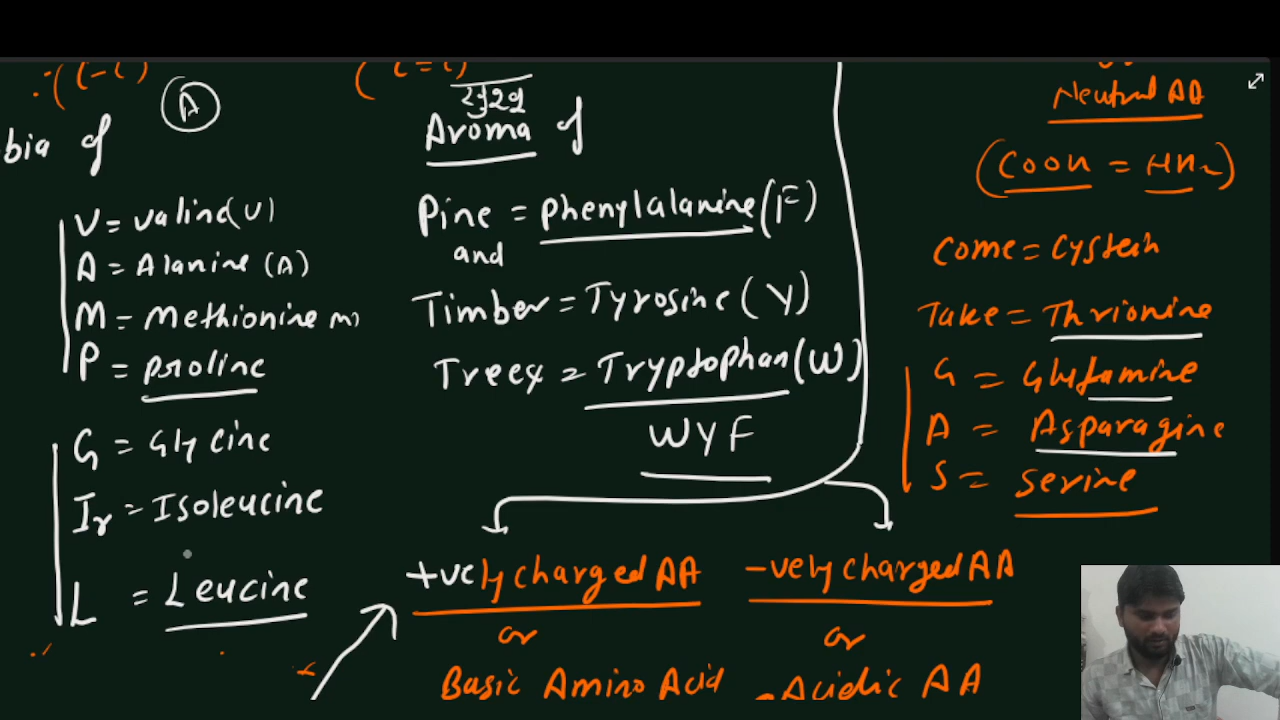 ∴( C-C )
(A)
bia of
V = valine (V)
A = Alanine (A)
M = Methionine m)
P = proline
G = Glycine
Ir = Isoleucine
L = Leucine
( C=C )
Aroma of
Pine = phenylalanine (F)
and
Timber = Tyrosine (Y)
Treex = Tryptophan (W)
WYF
+vely charged AA
or
Basic Amino Acid
-vely charged AA
or
Acidic AA
Neutral AA
(COOH = NH2)
Come = Cystein
Take = Thrionine
G = Glutamine
A = Asparagine
S = Serine